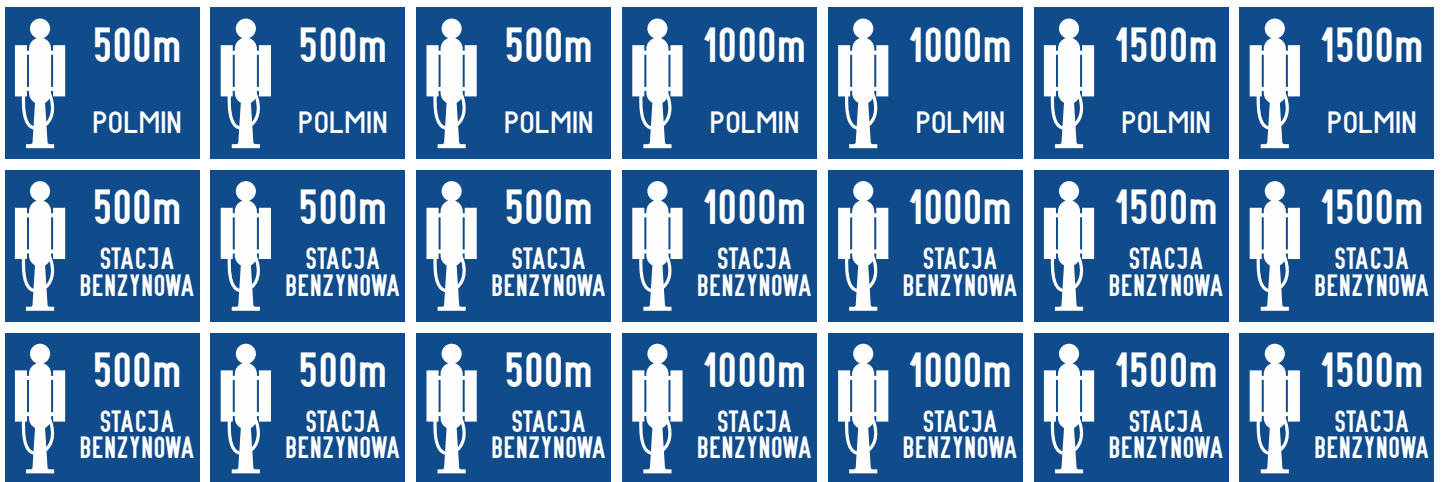 500m 500m 500m 1000m 1000m 1500m 1500m
POLMIN POLMIN POLMIN POLMIN POLMIN POLMIN POLMIN
500m 500m 500m 1000m 1000m 1500m 1500m
STACJA STACJA STACJA STACJA STACJA STACJA STACJA
BENZYNOWA BENZYNOWA BENZYNOWA BENZYNOWA BENZYNOWA BENZYNOWA BENZYNOWA
500m 500m 500m 1000m 1000m 1500m 1500m
STACJA STACJA STACJA STACJA STACJA STACJA STACJA
BENZYNOWA BENZYNOWA BENZYNOWA BENZYNOWA BENZYNOWA BENZYNOWA BENZYNOWA